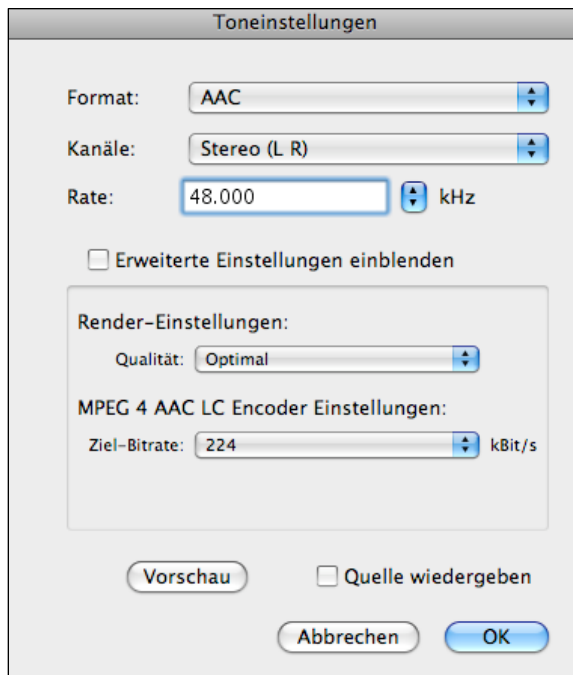 Toneinstellungen
Format: AAC
Kanäle: Stereo (L R)
Rate: 48.000 kHz
Erweiterte Einstellungen einblenden
Render-Einstellungen:
Qualität: Optimal
MPEG 4 AAC LC Encoder Einstellungen:
Ziel-Bitrate: 224 kBit/s
Vorschau Quelle wiedergeben
Abbrechen OK